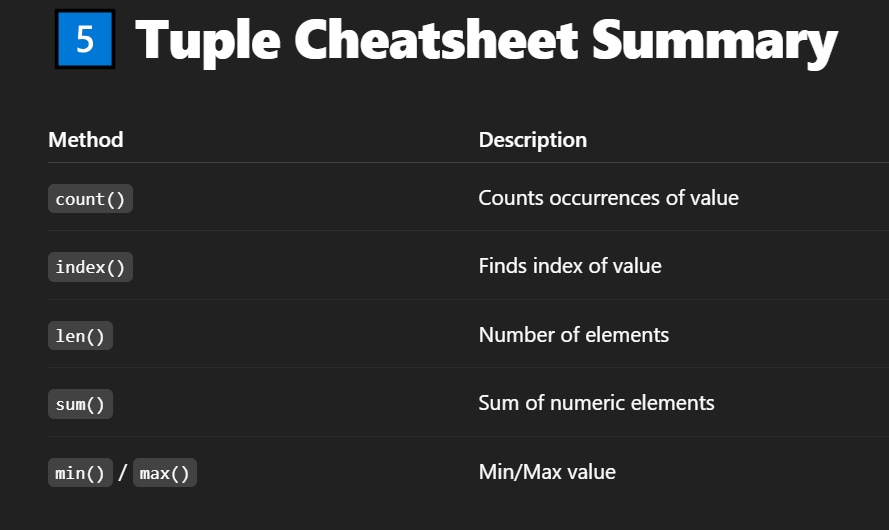 5 Tuple Cheatsheet Summary
Method Description
count() Counts occurrences of value
index() Finds index of value
len() Number of elements
sum() Sum of numeric elements
min() / max() Min/Max value